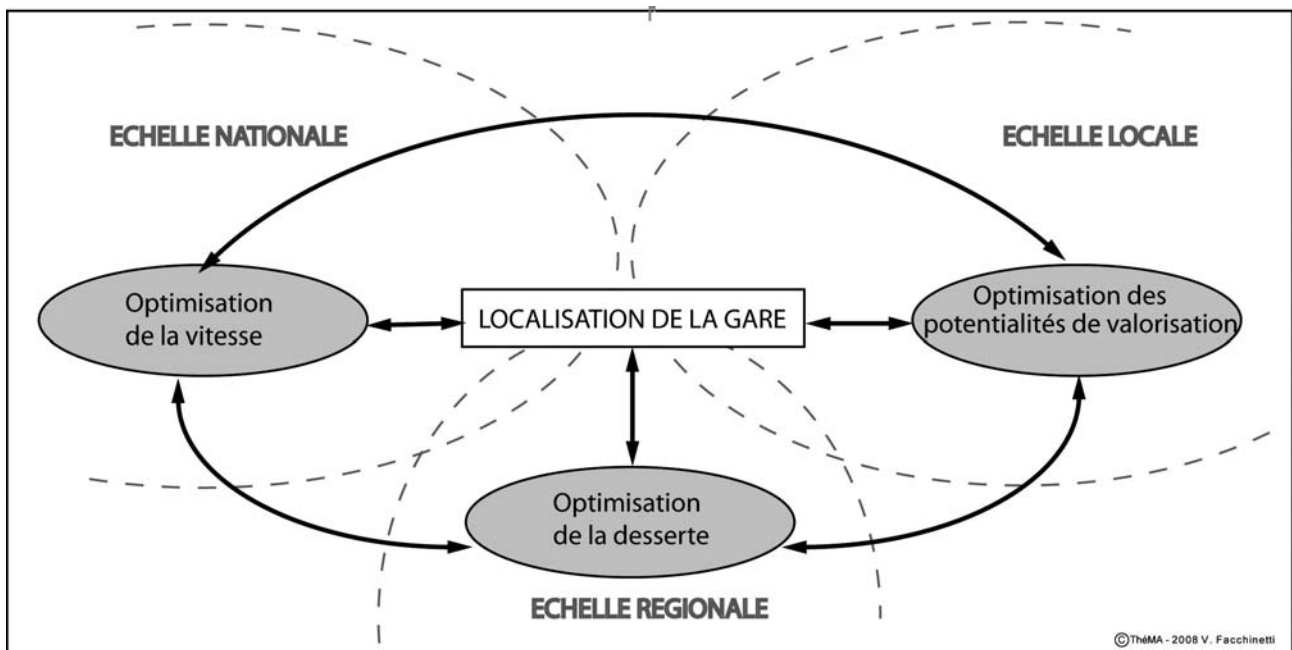 ECHELLE NATIONALE
ECHELLE LOCALE
Optimisation
de la vitesse
LOCALISATION DE LA GARE
Optimisation des
potentialités de valorisation
Optimisation
de la desserte
ECHELLE REGIONALE
©ThéMA - 2008 V. Facchinetti